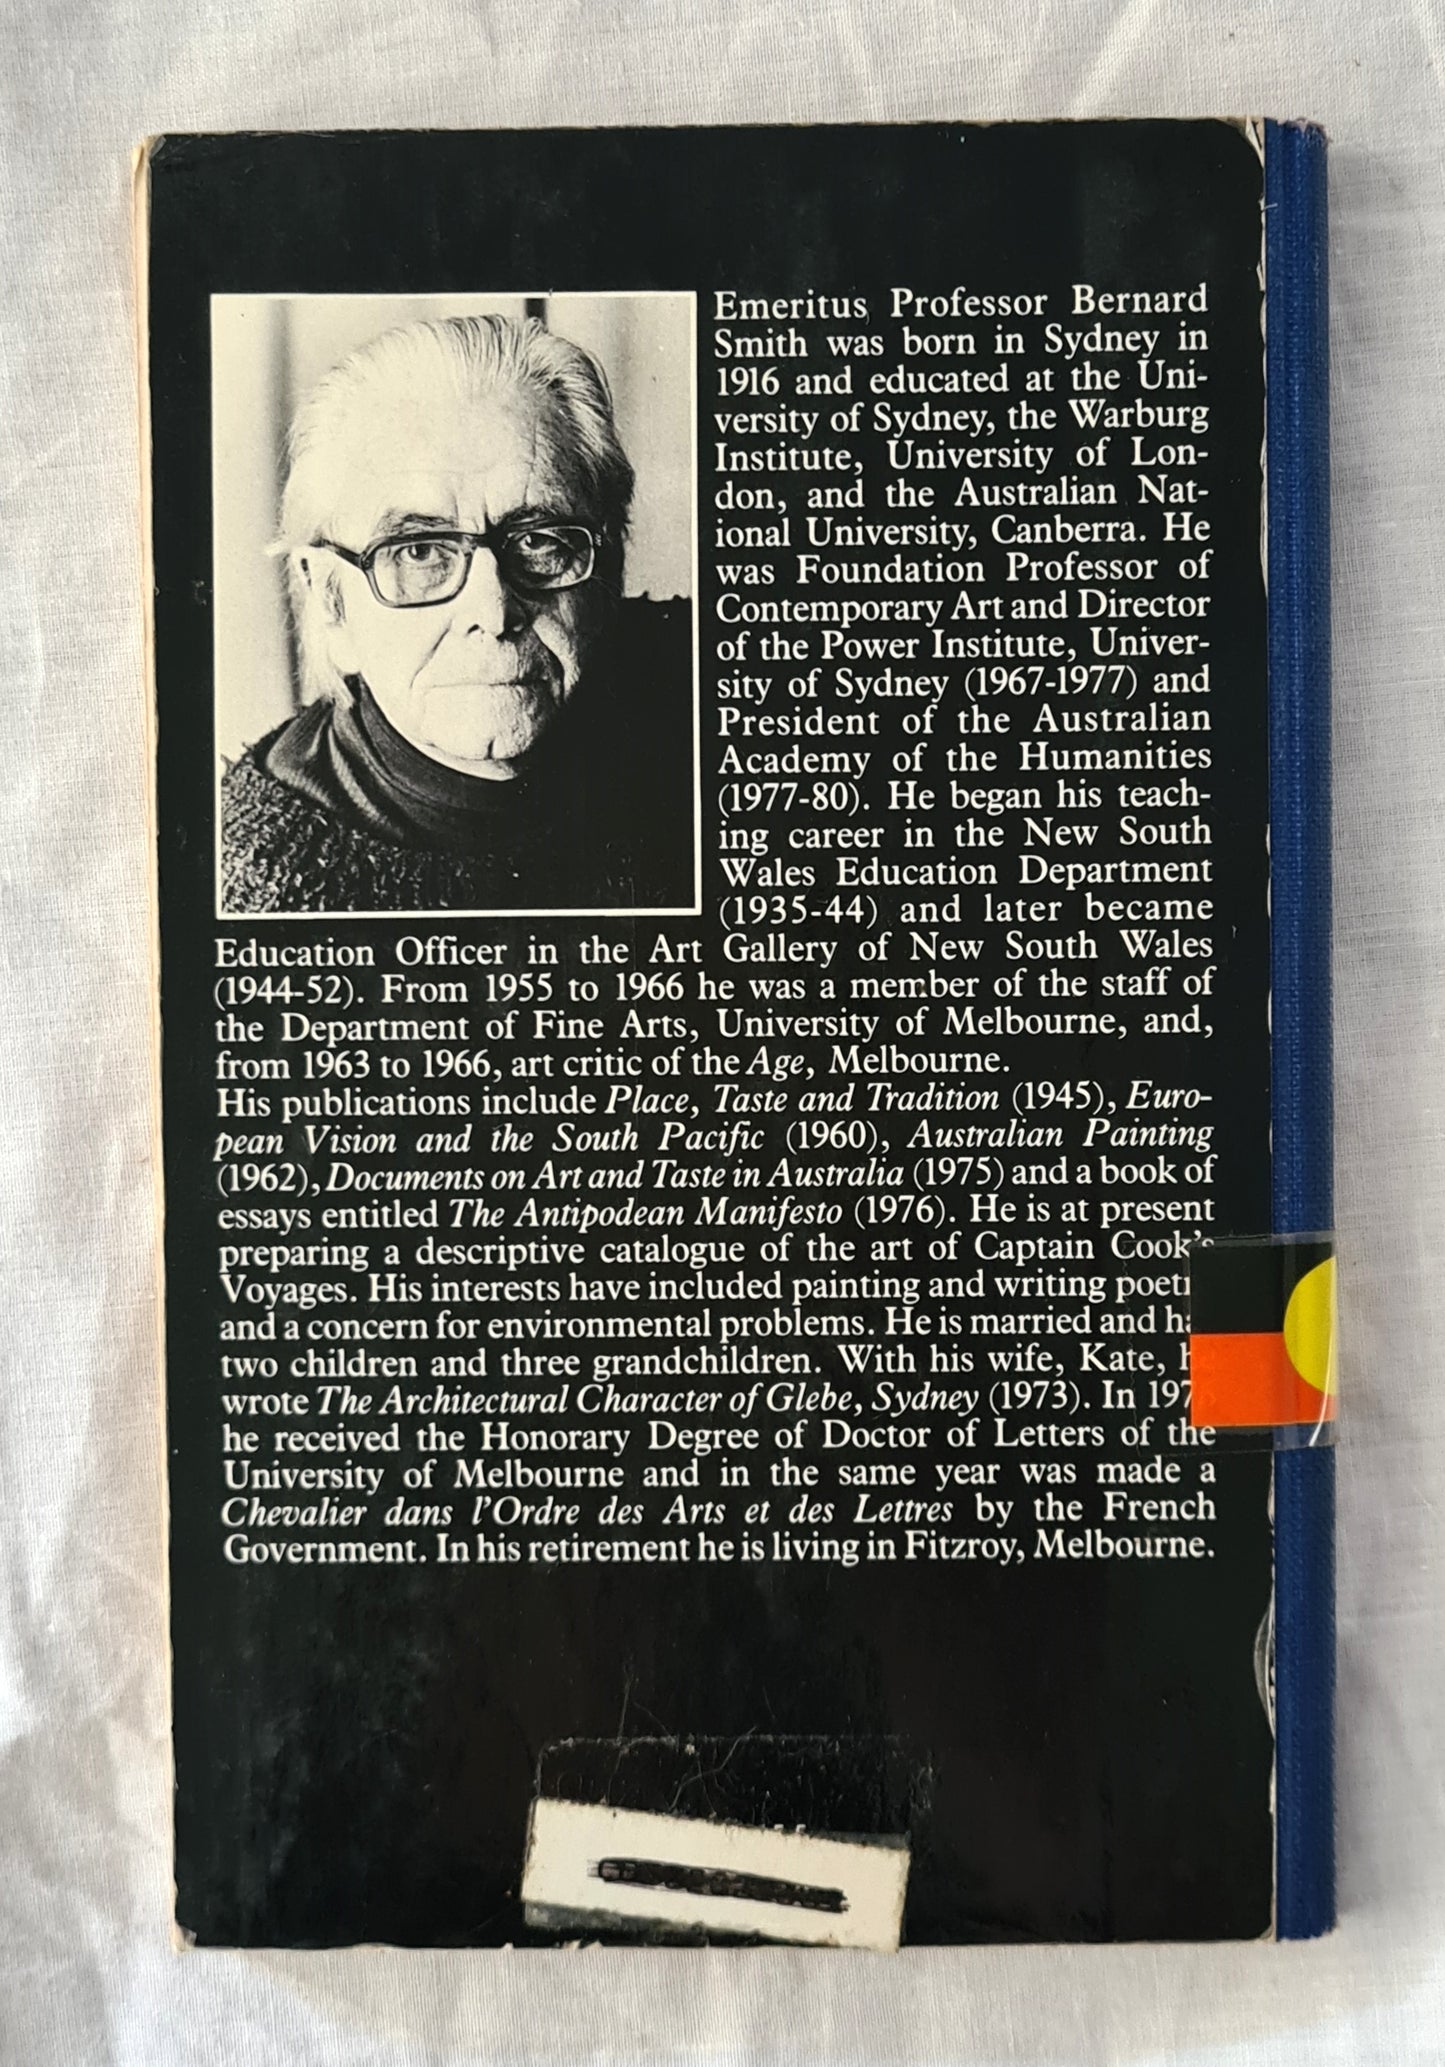 Emeritus Professor Bernard
Smith was born in Sydney in
1916 and educated at the Uni-
versity of Sydney, the Warburg
Institute, University of Lon-
don, and the Australian Nat-
ional University, Canberra. He
was Foundation Professor of
Contemporary Art and Director
of the Power Institute, Univer-
sity of Sydney (1967-1977) and
President of the Australian
Academy of the Humanities
(1977-80). He began his teach-
ing career in the New South
Wales Education Department
(1935-44) and later became
Education Officer in the Art Gallery of New South Wales
(1944-52). From 1955 to 1966 he was a member of the staff of
the Department of Fine Arts, University of Melbourne, and,
from 1963 to 1966, art critic of the Age, Melbourne.
His publications include Place, Taste and Tradition (1945), Euro-
pean Vision and the South Pacific (1960), Australian Painting
(1962), Documents on Art and Taste in Australia (1975) and a book of
essays entitled The Antipodean Manifesto (1976). He is at present
preparing a descriptive catalogue of the art of Captain Cook's
Voyages. His interests have included painting and writing
and a concern for environmental problems. He is married and
two children and three grandchildren. With his wife, Kate,
wrote The Architectural Character of Glebe, Sydney (1973). In
he received the Honorary Degree of Doctor of Letters of the
University of Melbourne and in the same year was made a
Chevalier dans l'Ordre des Arts et des Lettres by the French
Government. In his retirement he is living in Fitzroy, Melbourne.